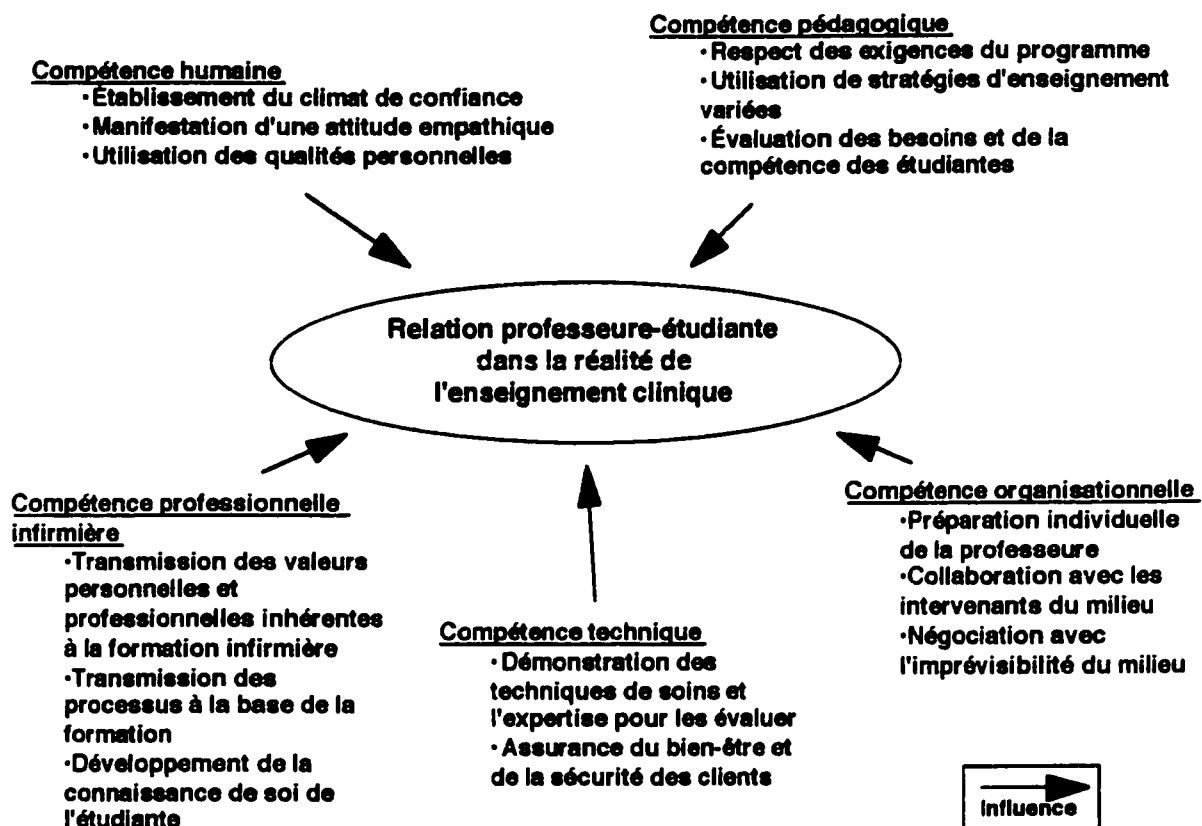 Compétence humaine
·Établissement du climat de confiance
·Manifestation d'une attitude empathique
·Utilisation des qualités personnelles
Compétence pédagogique
·Respect des exigences du programme
·Utilisation de stratégies d'enseignement
variées
·Évaluation des besoins et de la
compétence des étudiantes
Relation professeure-étudiante
dans la réalité de
l'enseignement clinique
Compétence professionnelle
infirmière
·Transmission des valeurs
personnelles et
professionnelles inhérentes
à la formation infirmière
·Transmission des
processus à la base de la
formation
·Développement de la
connaissance de soi de
l'étudiante
Compétence technique
·Démonstration des
techniques de soins et
l'expertise pour les évaluer
·Assurance du bien-être et
de la sécurité des clients
Compétence organisationnelle
·Préparation individuelle
de la professeure
·Collaboration avec les
intervenants du milieu
·Négociation avec
l'imprévisibilité du milieu
Influence